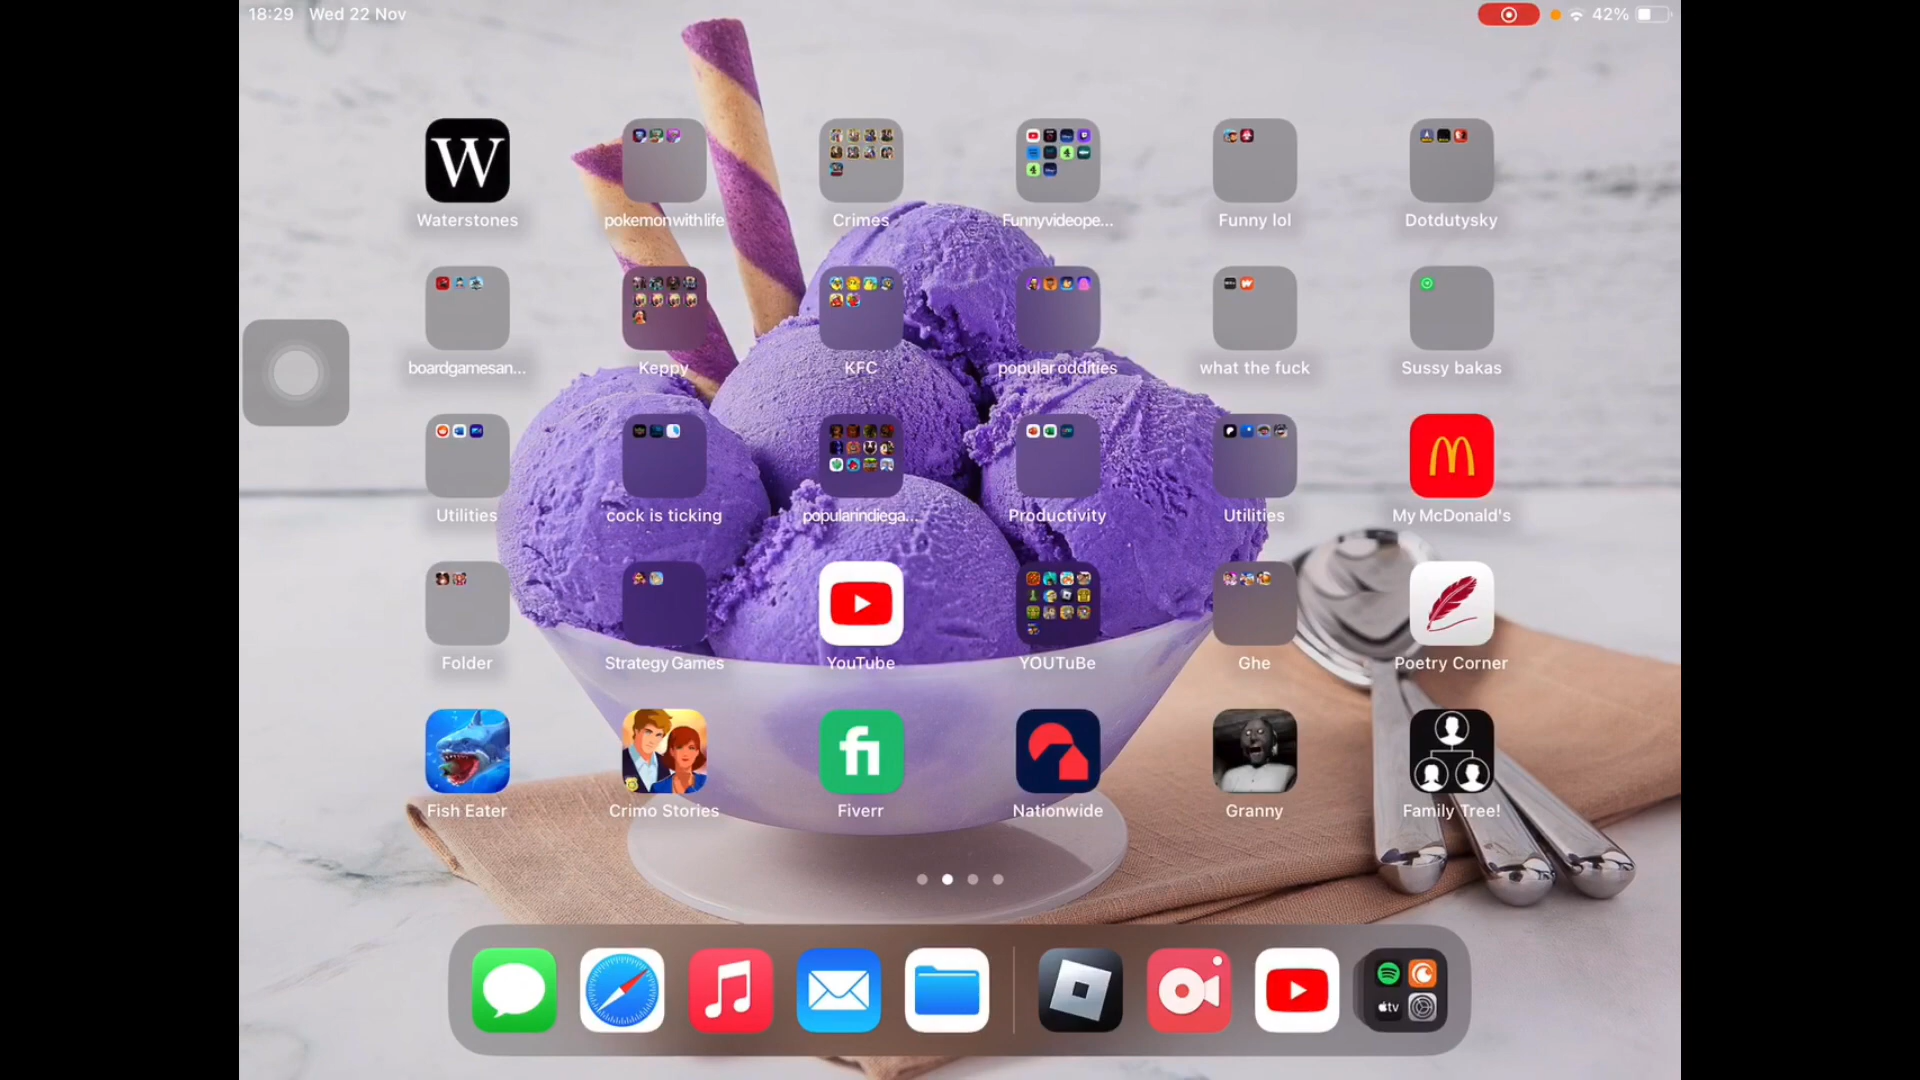 18:29 Wed 22 Nov
42%
W
Waterstones
pokemonwithlife
Crimes
Funnyvideope...
Funny lol
Dotdutysky
boardgamesan...
Keppy
KFC
popular oddities
what the fuck
Sussy bakas
Utilities
cock is ticking
popularindiega...
Productivity
Utilities
My McDonald's
Folder
Strategy Games
YouTube
YOUTuBe
Ghe
Poetry Corner
fi
Fish Eater
Crimo Stories
Fiverr
Nationwide
Granny
Family Tree!
tv